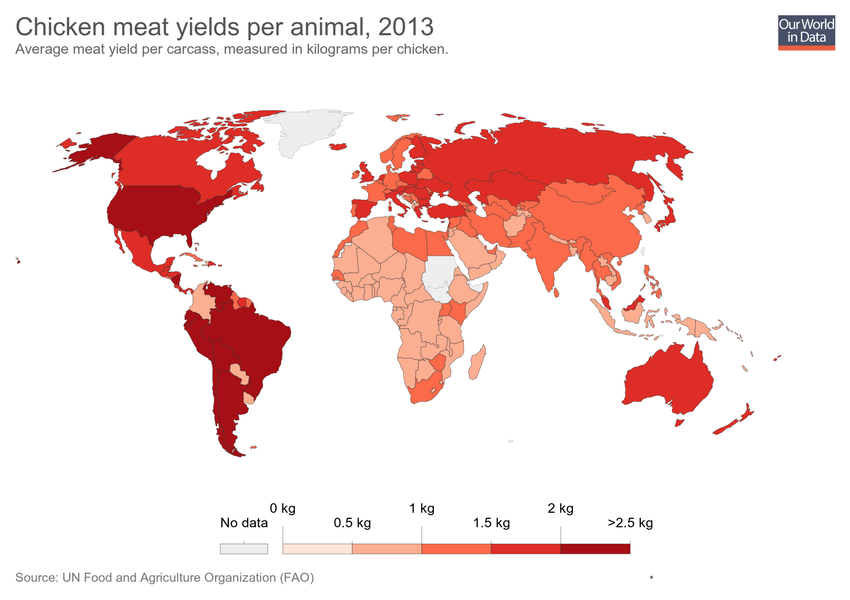 Chicken meat yields per animal, 2013
Average meat yield per carcass, measured in kilograms per chicken.
Our World
in Data
No data
0 kg
0.5 kg
1 kg
1.5 kg
2 kg
>2.5 kg
Source: UN Food and Agriculture Organization (FAO)